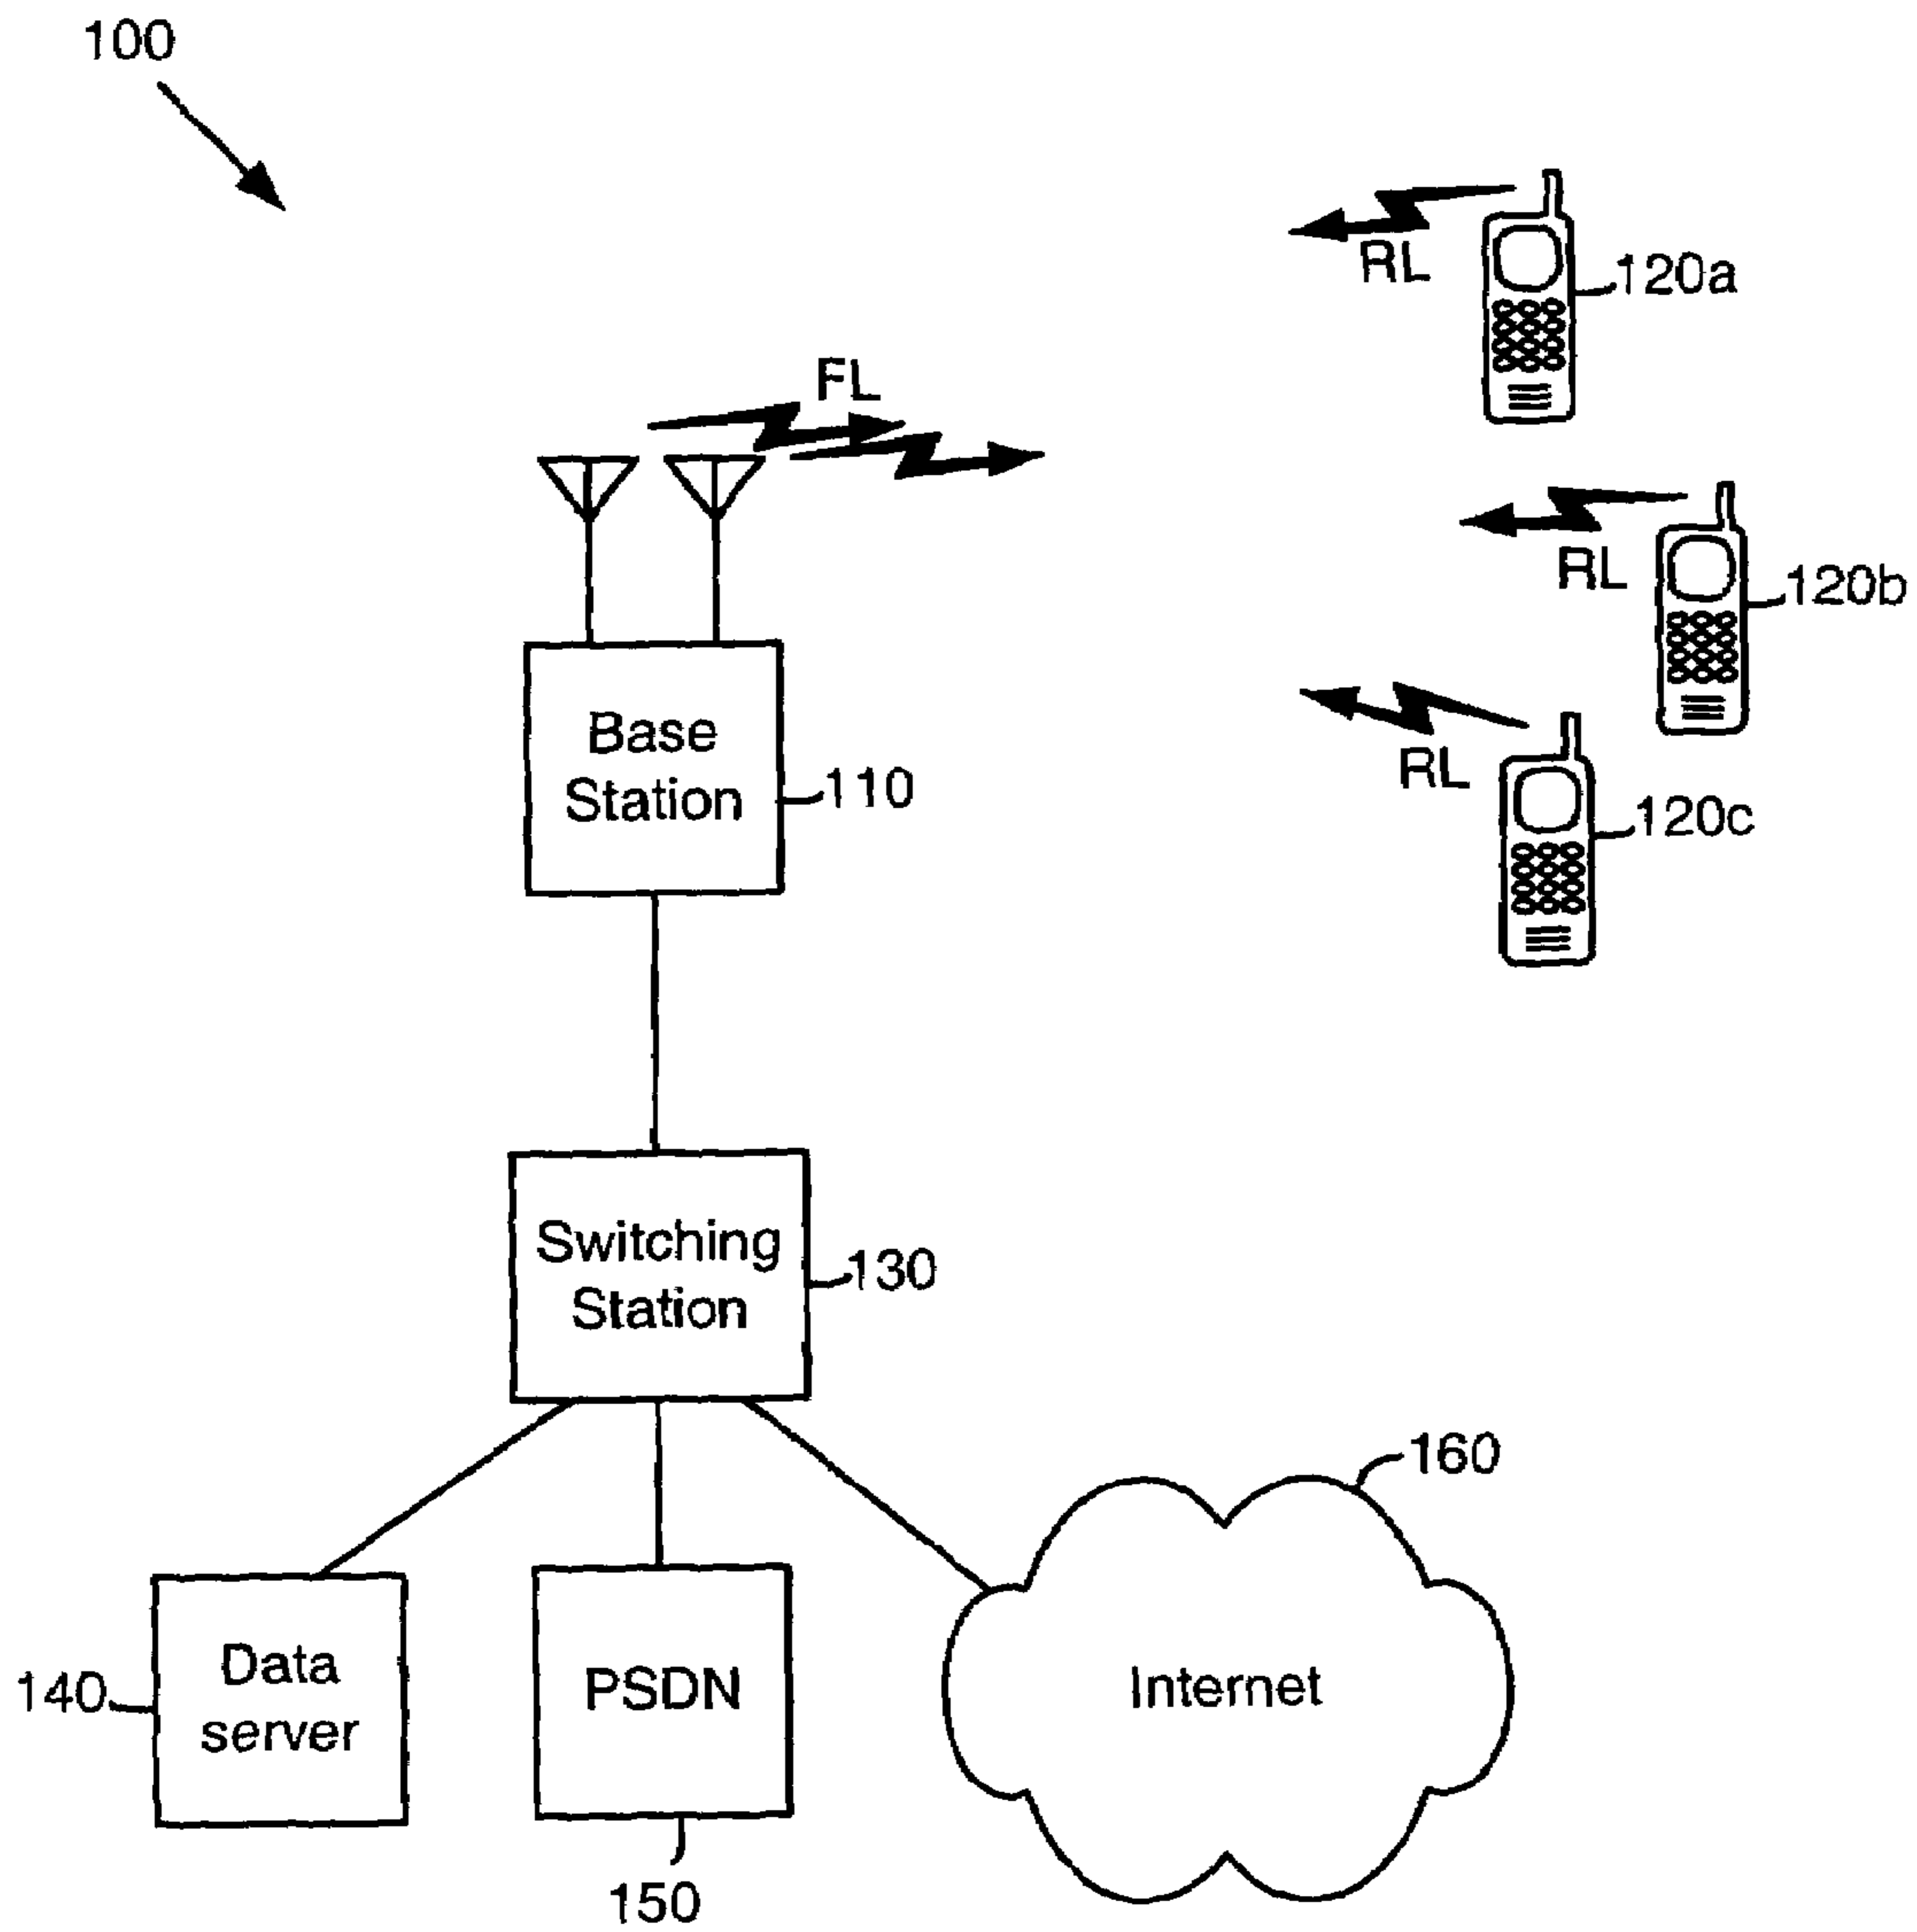 100
RL
120a
FL
RL
120b
Base
Station
110
RL
120c
Switching
Station
130
160
Data
server
140
PSDN
150
Internet